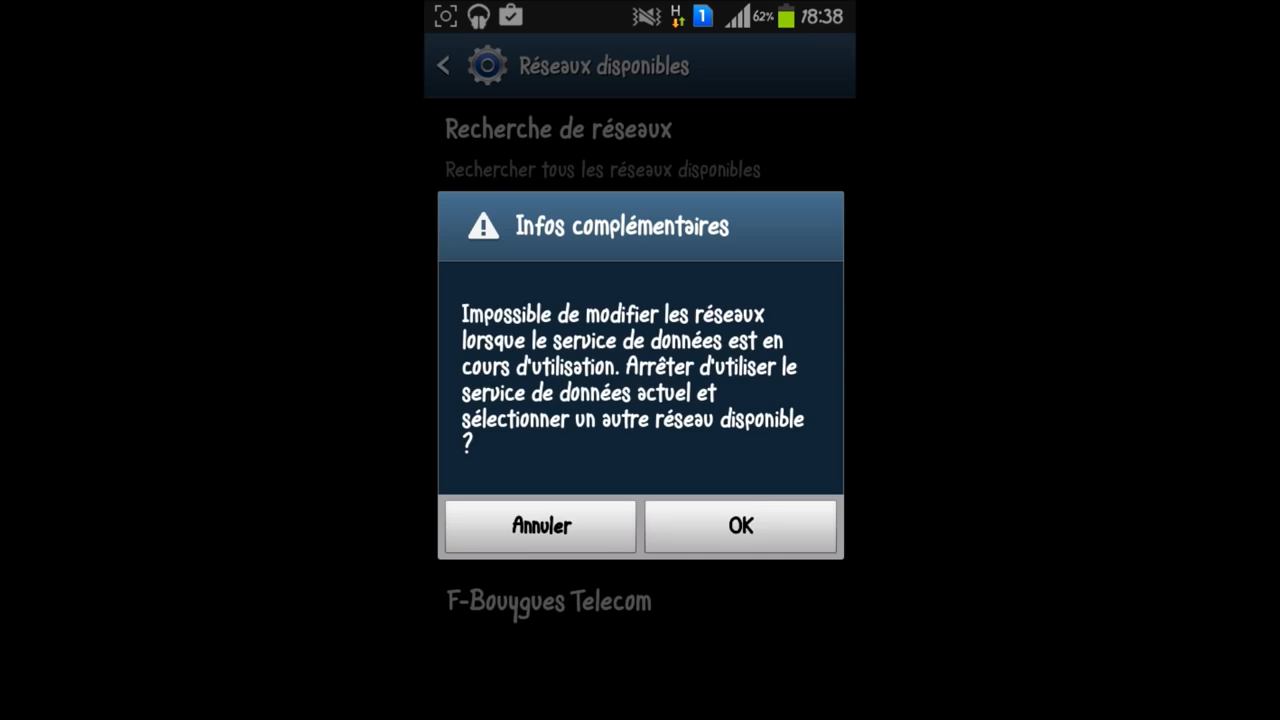 H 1 62% 18:38
Réseaux disponibles
Recherche de réseaux
Rechercher tous les réseaux disponibles
Infos complémentaires
Impossible de modifier les réseaux
lorsque le service de données est en
cours d'utilisation. Arrêter d'utiliser le
service de données actuel et
sélectionner un autre réseau disponible
?
Annuler OK
F-Bouygues Telecom